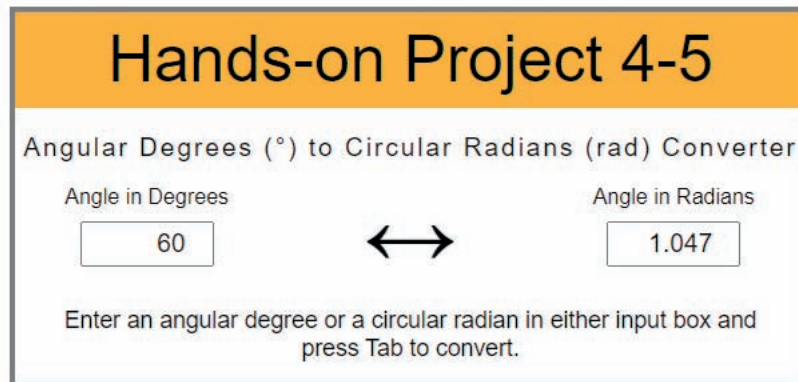 Hands-on Project 4-5
Angular Degrees (°) to Circular Radians (rad) Converter
Angle in Degrees
Angle in Radians
60
1.047
Enter an angular degree or a circular radian in either input box and
press Tab to convert.